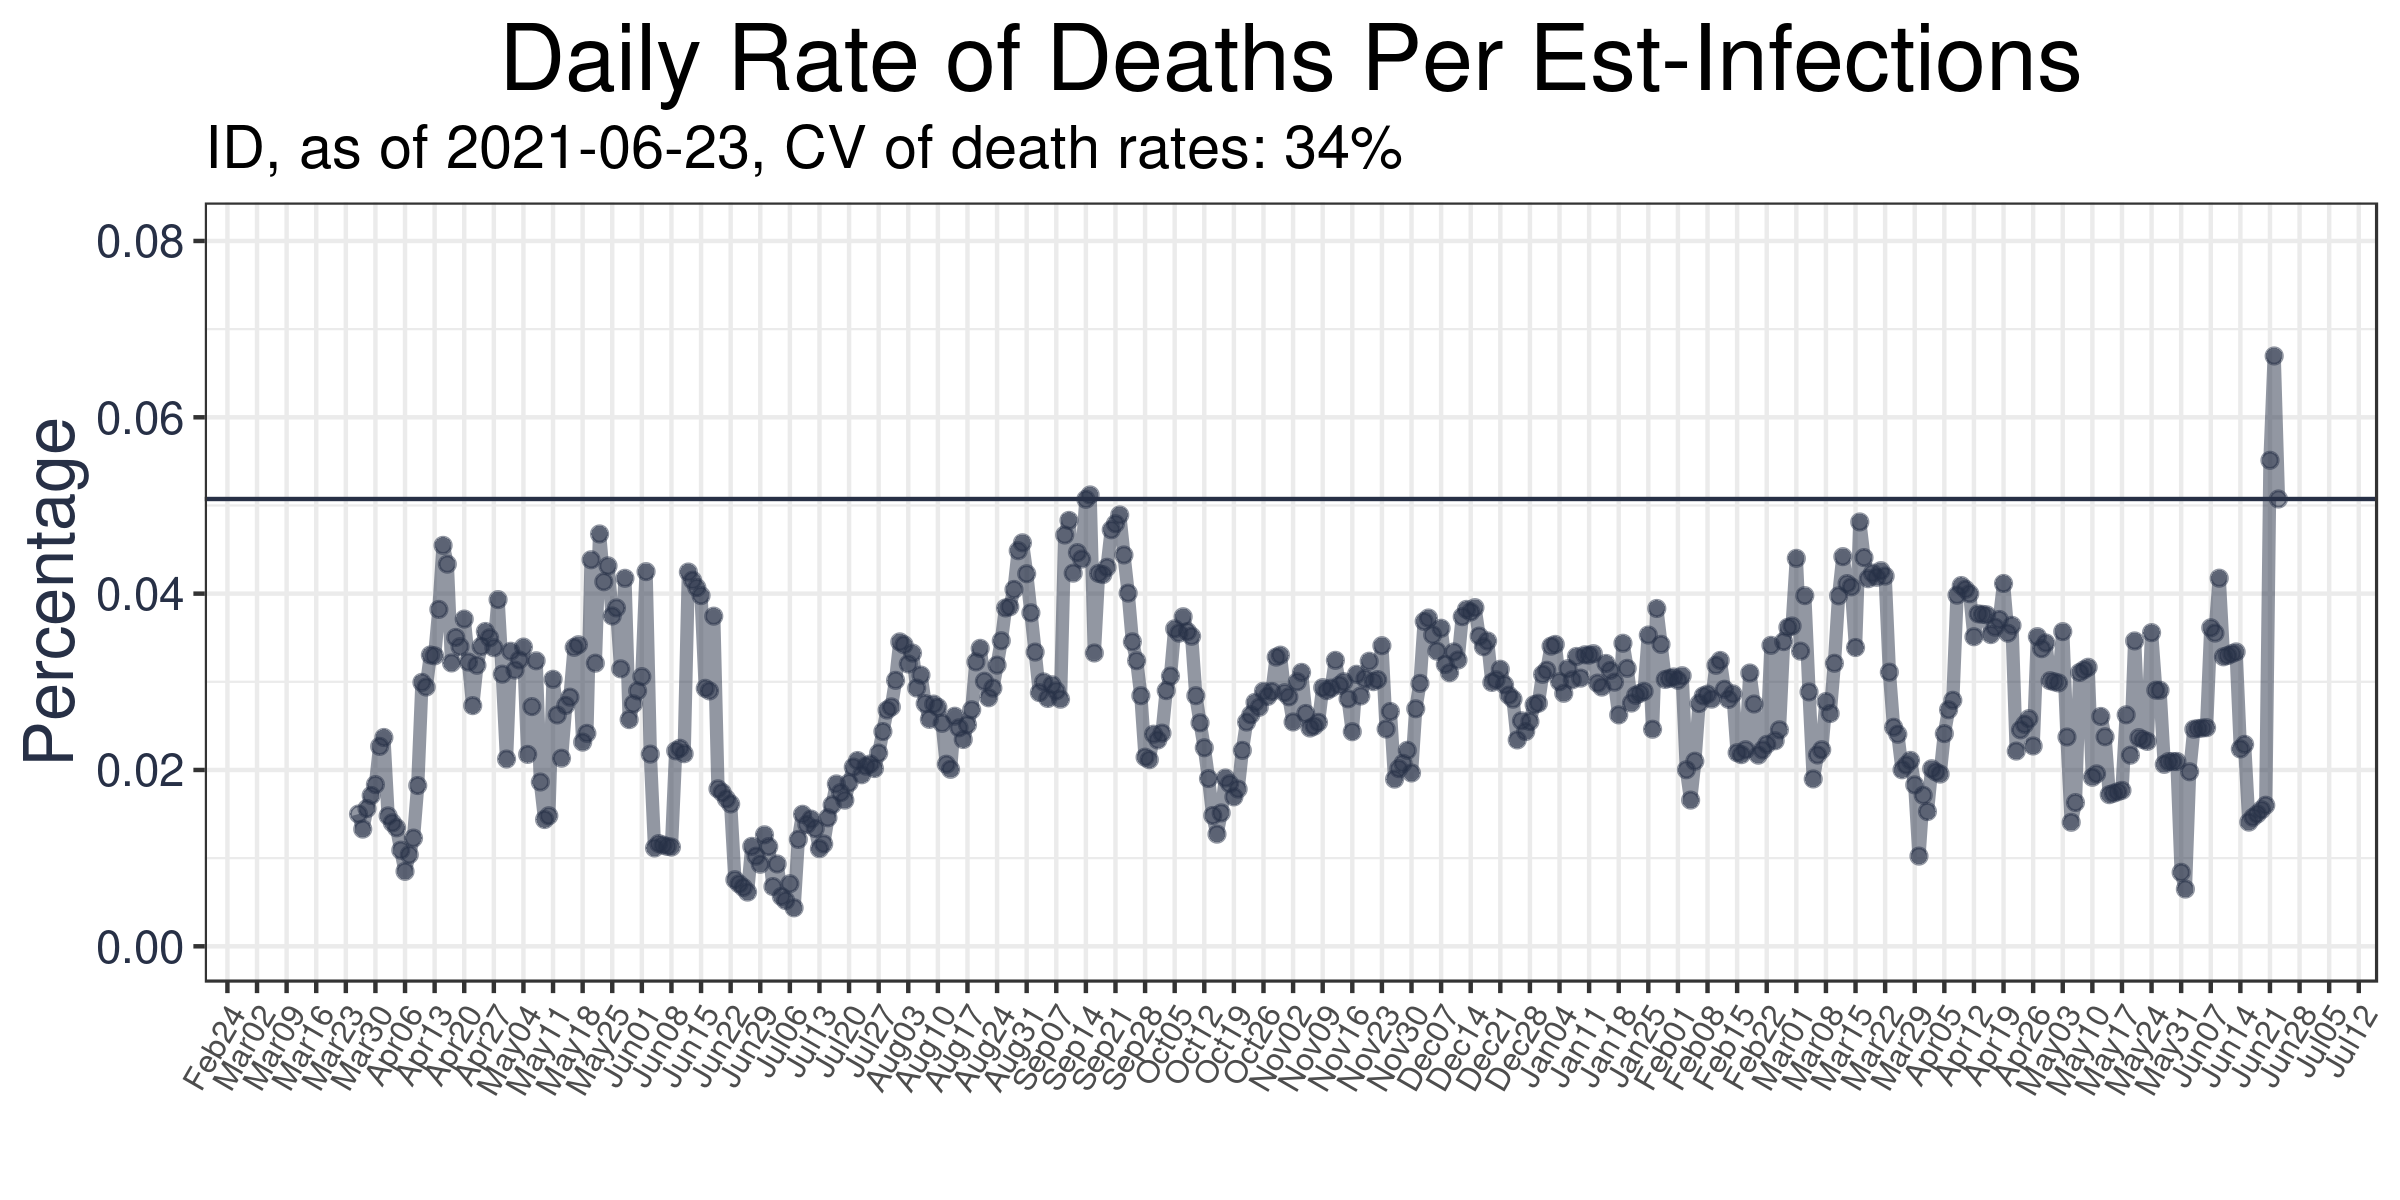 Daily Rate of Deaths Per Est-Infections
ID, as of 2021-06-23, CV of death rates: 34%
Percentage
0.08
0.06
0.04
0.02
0.00
Feb24
Mar02
Mar09
Mar16
Mar23
Mar30
Apr06
Apr13
Apr20
Apr27
May04
May11
May18
May25
Jun01
Jun08
Jun15
Jun22
Jun29
Jul06
Jul13
Jul20
Jul27
Aug03
Aug10
Aug17
Aug24
Aug31
Sep07
Sep14
Sep21
Sep28
Oct05
Oct12
Oct19
Oct26
Nov02
Nov09
Nov16
Nov23
Nov30
Dec07
Dec14
Dec21
Dec28
Jan04
Jan11
Jan18
Jan25
Feb01
Feb08
Feb15
Feb22
Mar01
Mar08
Mar15
Mar22
Mar29
Apr05
Apr12
Apr19
Apr26
May03
May10
May17
May24
May31
Jun07
Jun14
Jun21
Jun28
Jul05
Jul12